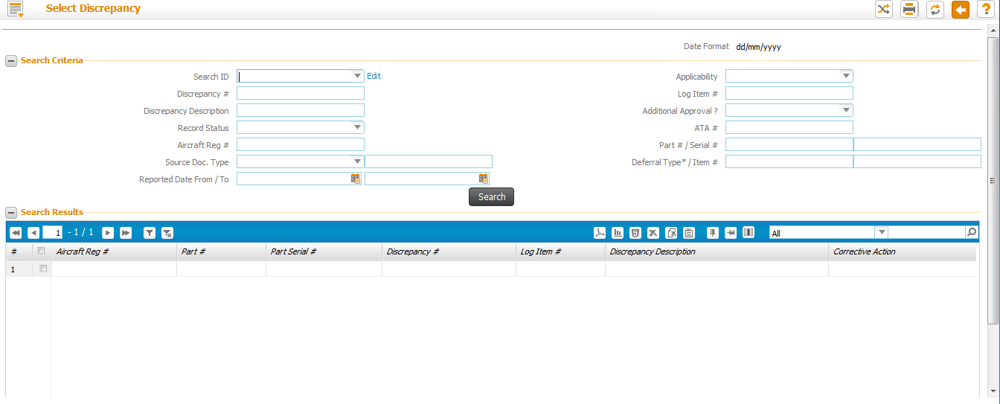 Select Discrepancy
Date Format dd/mm/yyyy
Search Criteria
Search ID Edit Applicability
Discrepancy # Log Item #
Discrepancy Description Additional Approval ?
Record Status ATA #
Aircraft Reg # Part # / Serial #
Source Doc. Type Deferral Type* / Item #
Reported Date From / To
Search
Search Results
1 - 1 / 1 All
# Aircraft Reg # Part # Part Serial # Discrepancy # Log Item # Discrepancy Description Corrective Action
1